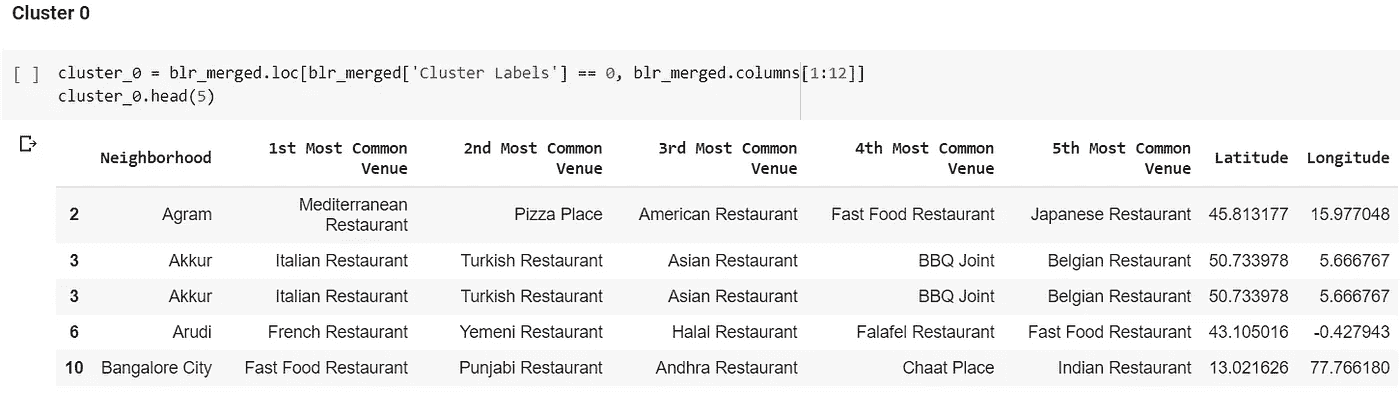 Cluster 0
[ ] cluster_0 = blr_merged.loc[blr_merged['Cluster Labels'] == 0, blr_merged.columns[1:12]]
cluster_0.head(5)
Neighborhood 1st Most Common Venue 2nd Most Common Venue 3rd Most Common Venue 4th Most Common Venue 5th Most Common Venue Latitude Longitude
2 Agram Mediterranean Restaurant Pizza Place American Restaurant Fast Food Restaurant Japanese Restaurant 45.813177 15.977048
3 Akkur Italian Restaurant Turkish Restaurant Asian Restaurant BBQ Joint Belgian Restaurant 50.733978 5.666767
3 Akkur Italian Restaurant Turkish Restaurant Asian Restaurant BBQ Joint Belgian Restaurant 50.733978 5.666767
6 Arudi French Restaurant Yemeni Restaurant Halal Restaurant Falafel Restaurant Fast Food Restaurant 43.105016 -0.427943
10 Bangalore City Fast Food Restaurant Punjabi Restaurant Andhra Restaurant Chaat Place Indian Restaurant 13.021626 77.766180